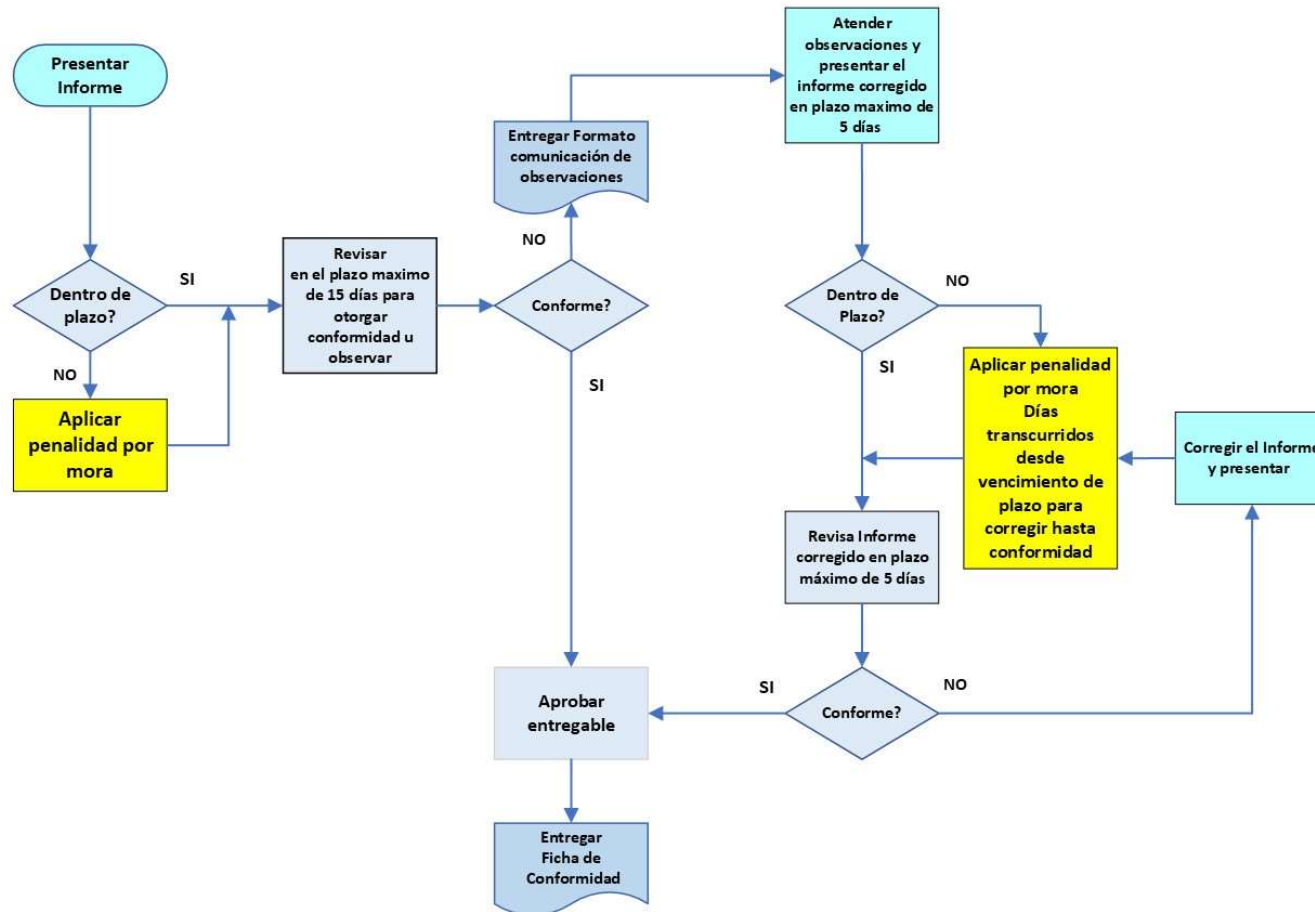 Presentar
Informe
Dentro de
plazo?
SI
NO
Aplicar
penalidad por
mora
Revisar
en el plazo maximo
de 15 días para
otorgar
conformidad u
observar
Conforme?
NO
SI
Entregar Formato
comunicación de
observaciones
Atender
observaciones y
presentar el
informe corregido
en plazo maximo de
5 días
Dentro de
Plazo?
NO
SI
Aplicar penalidad
por mora
Días
transcurridos
desde
vencimiento de
plazo para
corregir hasta
conformidad
Corregir el Informe
y presentar
Revisa Informe
corregido en plazo
máximo de 5 días
Conforme?
SI
NO
Aprobar
entregable
Entregar
Ficha de
Conformidad